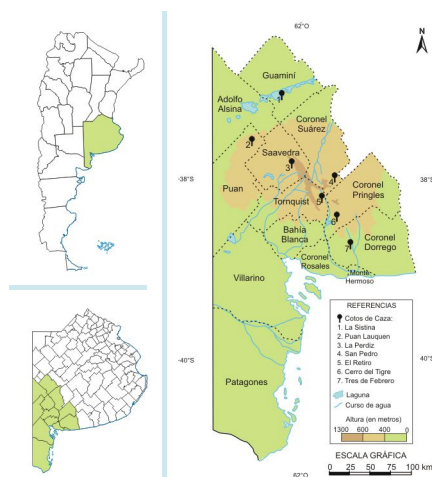 62°O
N
Guaminí
1
Adolfo
Alsina
Coronel
Suárez
2
Saavedra
3
4
-38°S
38°S
Puan
Coronel
Pringles
5
Tornquist
6
Bahía
Blanca
Coronel
Dorrego
7
Coronel
Rosales
Monte
Hermoso
Villarino
REFERENCIAS
Cotos de Caza:
1. La Sistina
2. Puan Lauquen
3. La Perdiz
4. San Pedro
5. El Retiro
6. Cerro del Tigre
7. Tres de Febrero
Laguna
Curso de agua
Altura (en metros)
1300 600 400 0
-40°S
40°S
Patagones
ESCALA GRÁFICA
0 25 50 100 km
62°O